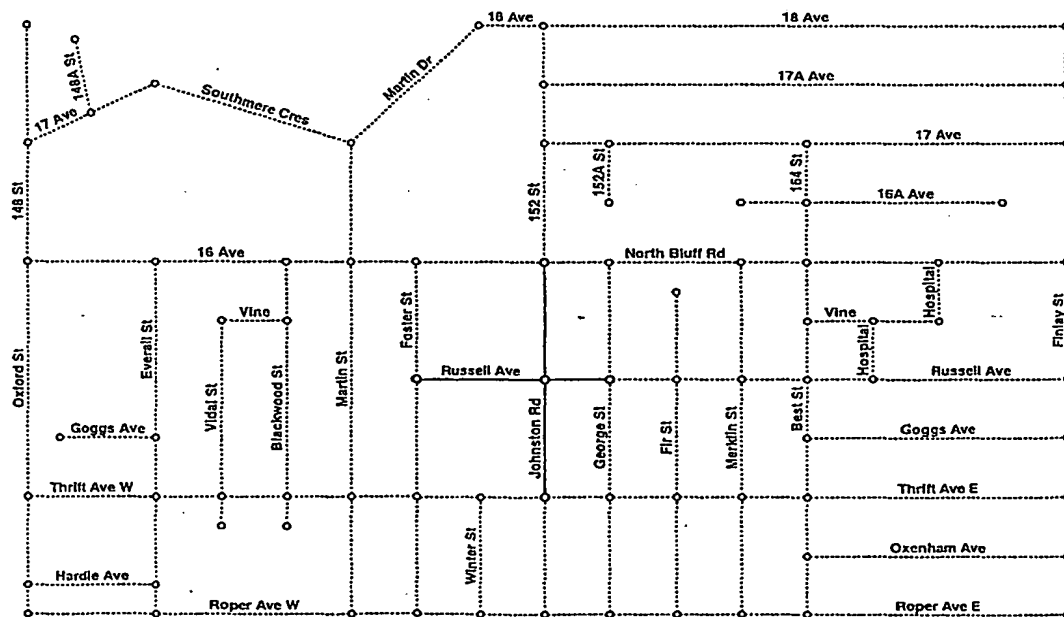 18 Ave
18 Ave
148A St
Martin Dr
17A Ave
Southmere Cres
17 Ave
17 Ave
148 St
152 St
152A St
154 St
16A Ave
16 Ave
North Bluff Rd
Hospital
Vine
Foster St
Vine
Finlay St
Everall St
Oxford St
Martin St
Hospital
Russell Ave
Russell Ave
Vidal St
Blackwood St
Johnston Rd
George St
Fir St
Merklin St
Best St
Goggs Ave
Goggs Ave
Thrift Ave W
Thrift Ave E
Winter St
Oxenham Ave
Hardie Ave
Roper Ave W
Roper Ave E